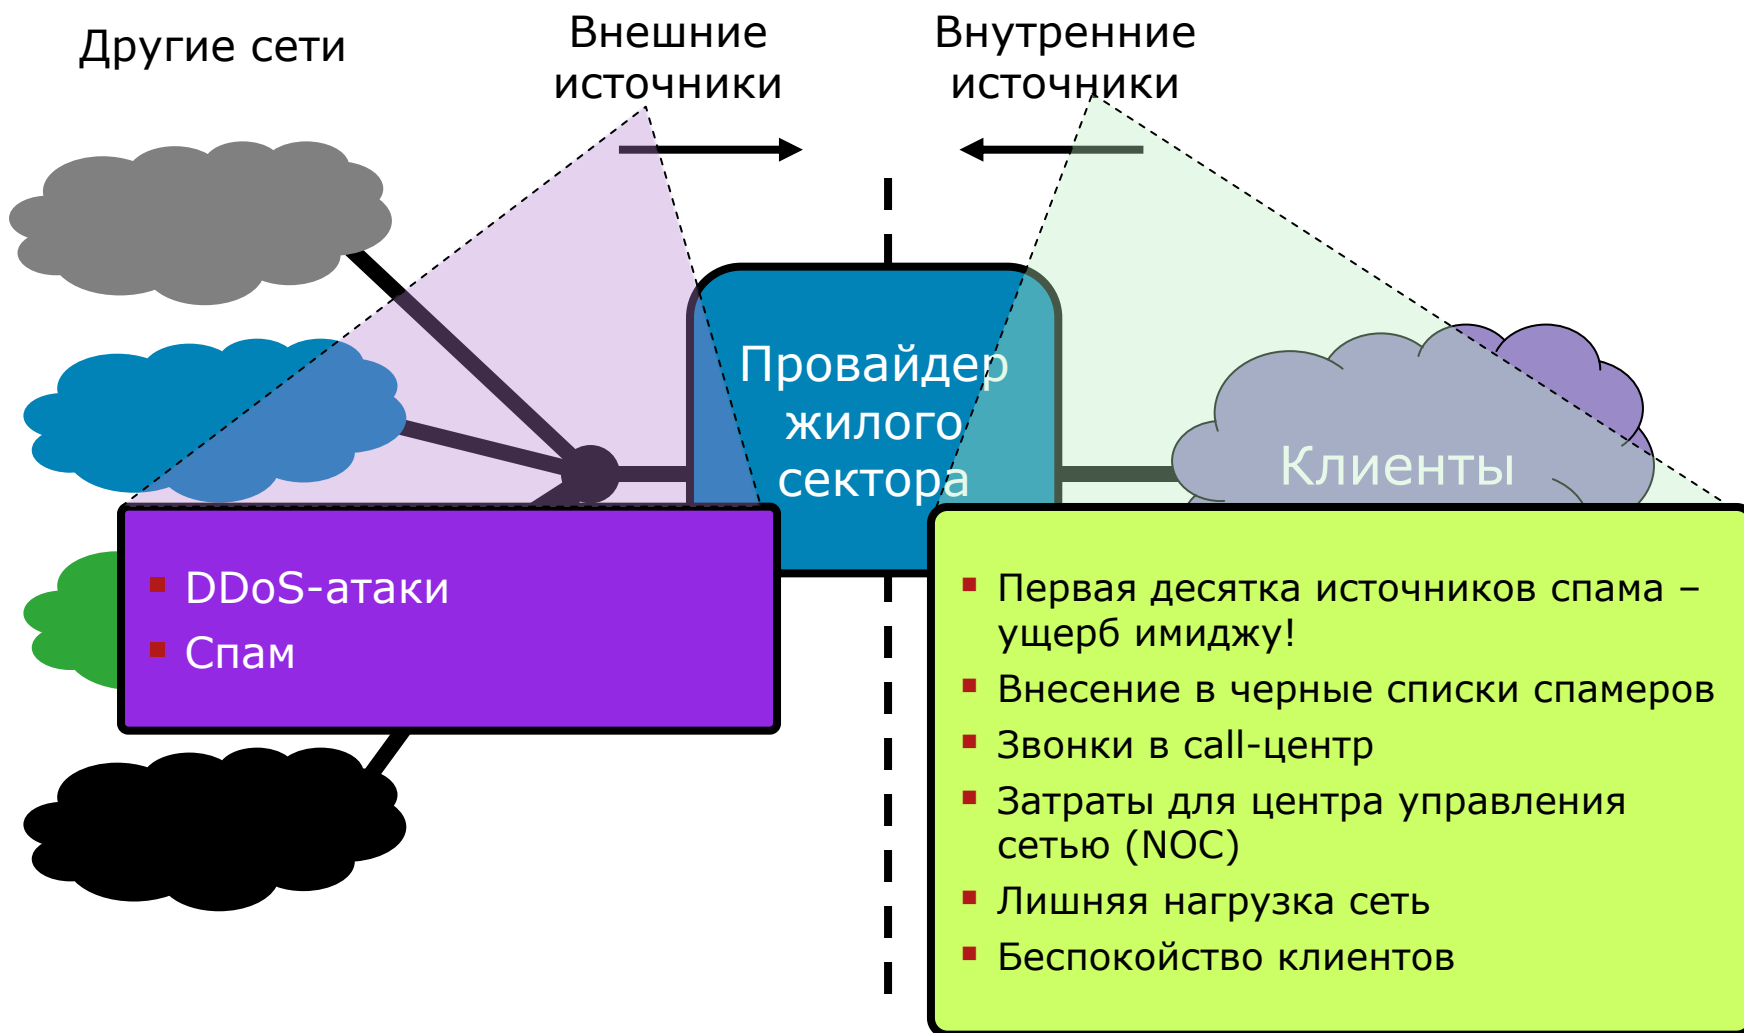 Другие сети
Внешние
источники
Внутренние
источники
Провайдер
жилого
сектора
Клиенты
DDoS-атаки
Спам
Первая десятка источников спама –
ущерб имиджу!
Внесение в черные списки спамеров
Звонки в call-центр
Затраты для центра управления
сетью (NOC)
Лишняя нагрузка сеть
Беспокойство клиентов